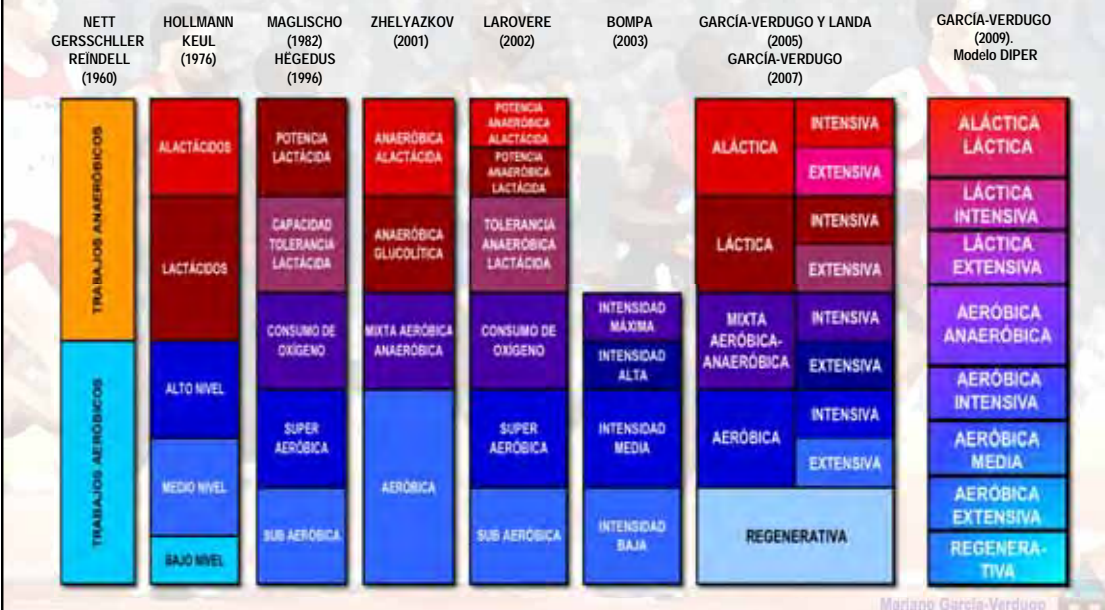 NETT
GERSSCHLLER
REÏNDELL
(1960)
HOLLMANN
KEUL
(1976)
MAGLISCHO
(1982)
HËGEDUS
(1996)
ZHELYAZKOV
(2001)
LAROVERE
(2002)
BOMPA
(2003)
GARCÍA-VERDUGO Y LANDA
(2005)
GARCÍA-VERDUGO
(2007)
GARCÍA-VERDUGO
(2009).
Modelo DIPER
TRABAJOS ANAERÓBICOS
TRABAJOS AERÓBICOS
ALACTÁCIDOS
LACTÁCIDOS
ALTO NIVEL
MEDIO NIVEL
BAJO NIVEL
POTENCIA
LACTÁCIDA
CAPACIDAD
TOLERANCIA
LACTÁCIDA
CONSUMO DE
OXÍGENO
SUPER
AERÓBICA
SUB AERÓBICA
ANAERÓBICA
ALACTÁCIDA
ANAERÓBICA
GLUCOLÍTICA
MIXTA AERÓBICA
ANAERÓBICA
AERÓBICA
POTENCIA
ANAERÓBICA
ALACTÁCIDA
POTENCIA
ANAERÓBICA
LACTÁCIDA
TOLERANCIA
ANAERÓBICA
LACTÁCIDA
CONSUMO DE
OXÍGENO
SUPER
AERÓBICA
SUB AERÓBICA
INTENSIDAD
MÁXIMA
INTENSIDAD
ALTA
INTENSIDAD
MEDIA
INTENSIDAD
BAJA
ALÁCTICA
INTENSIVA
EXTENSIVA
LÁCTICA
INTENSIVA
EXTENSIVA
MIXTA
AERÓBICA-
ANAERÓBICA
INTENSIVA
EXTENSIVA
AERÓBICA
INTENSIVA
EXTENSIVA
REGENERATIVA
ALÁCTICA
LÁCTICA
LÁCTICA
INTENSIVA
LÁCTICA
EXTENSIVA
AERÓBICA
ANAERÓBICA
AERÓBICA
INTENSIVA
AERÓBICA
MEDIA
AERÓBICA
EXTENSIVA
REGENERA-
TIVA
Mariano García-Verdugo